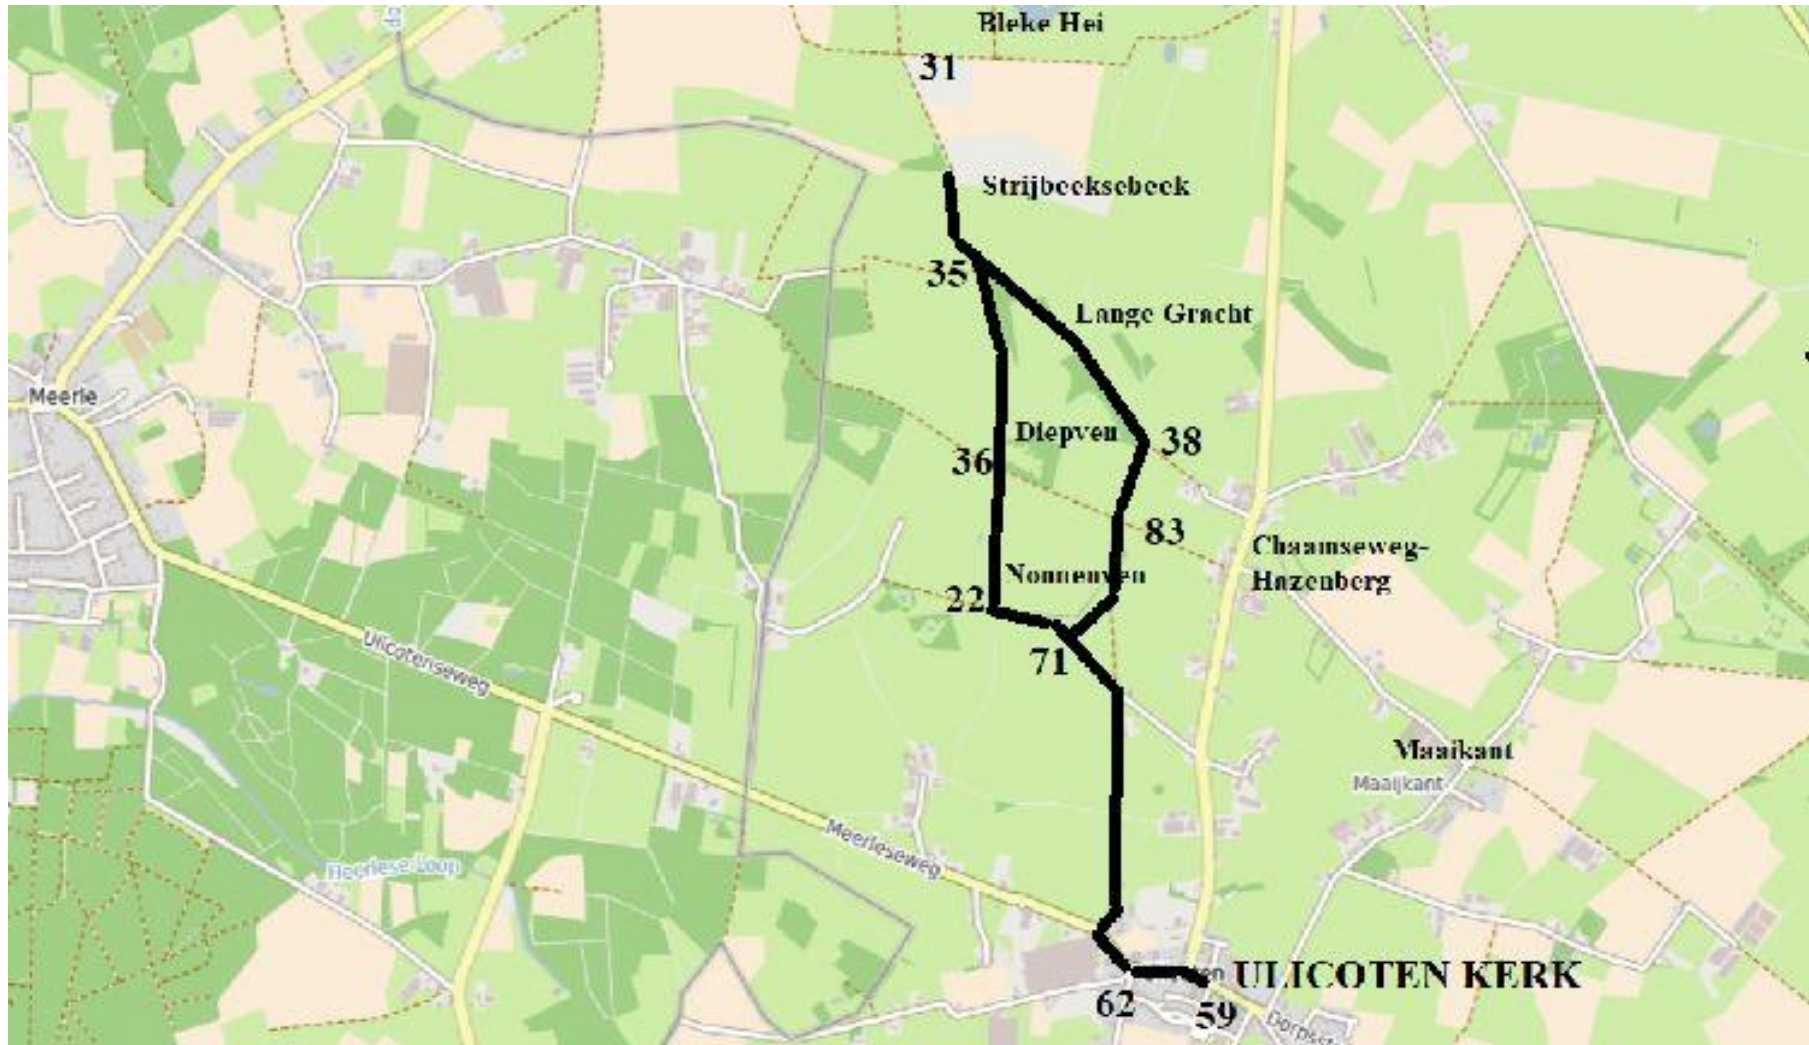 Bleke Hei
31
Strijbeeksebeek
35
Lange Gracht
Meerle
Diepven
38
36
83
Chaamseweg-
Hazenberg
Nonnenven
22
Ulicotenseweg
71
Maaikant
Maaijkant
Meerleseweg
Heerlese Loop
ULICOTEN KERK
62
59